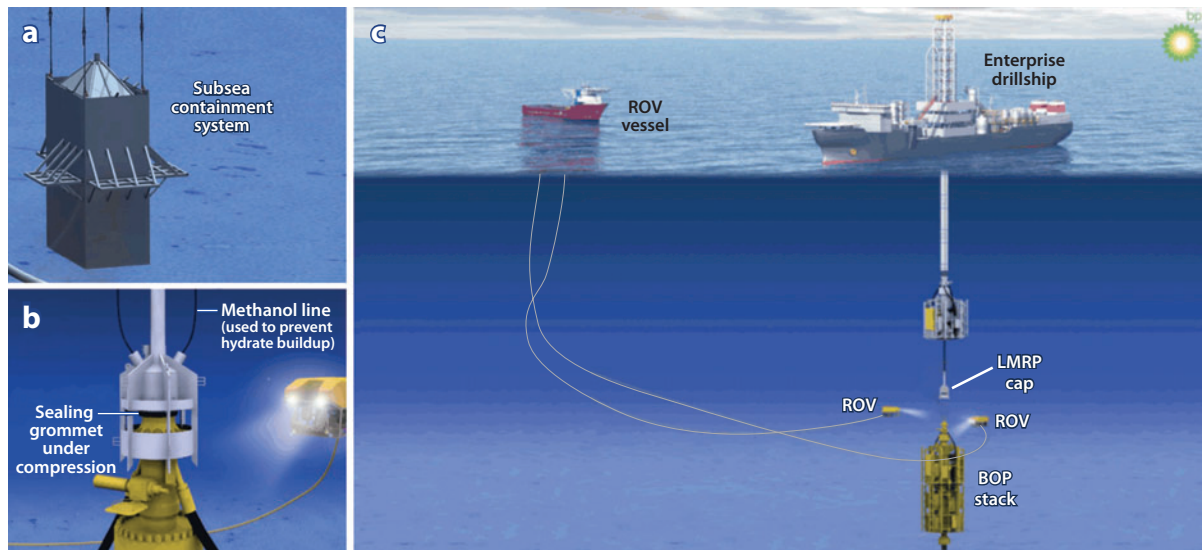 a
Subsea
containment
system
b
Methanol line
(used to prevent
hydrate buildup)
Sealing
grommet
under
compression
c
bp
ROV
vessel
Enterprise
drillship
LMRP
cap
ROV
ROV
BOP
stack